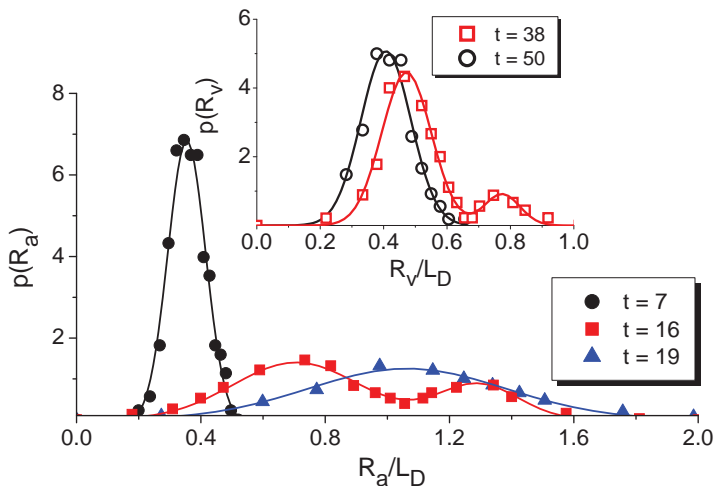 6
4
2
p(R_v)
t = 38
t = 50
0.0 0.2 0.4 0.6 0.8 1.0
R_v/L_D
8
6
4
2
p(R_a)
t = 7
t = 16
t = 19
0.0 0.4 0.8 1.2 1.6 2.0
R_a/L_D